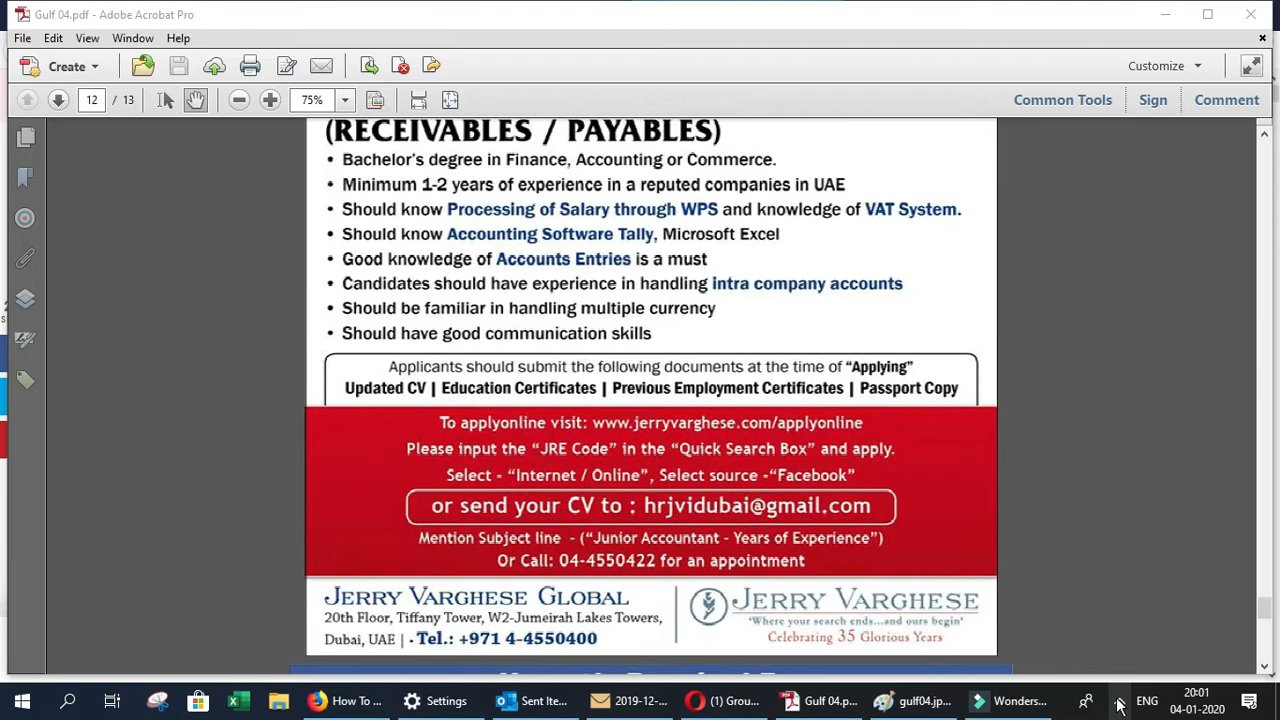 Gulf 04.pdf - Adobe Acrobat Pro
File Edit View Window Help
Create Customize
12 / 13 75% Common Tools Sign Comment
(RECEIVABLES / PAYABLES)
• Bachelor's degree in Finance, Accounting or Commerce.
• Minimum 1-2 years of experience in a reputed companies in UAE
• Should know Processing of Salary through WPS and knowledge of VAT System.
• Should know Accounting Software Tally, Microsoft Excel
• Good knowledge of Accounts Entries is a must
• Candidates should have experience in handling intra company accounts
• Should be familiar in handling multiple currency
• Should have good communication skills
Applicants should submit the following documents at the time of "Applying"
Updated CV | Education Certificates | Previous Employment Certificates | Passport Copy
To applyonline visit: www.jerryvarghese.com/applyonline
Please input the "JRE Code" in the "Quick Search Box" and apply.
Select - "Internet / Online", Select source -"Facebook"
or send your CV to : hrjvidubai@gmail.com
Mention Subject line - ("Junior Accountant - Years of Experience")
Or Call: 04-4550422 for an appointment
JERRY VARGHESE GLOBAL
20th Floor, Tiffany Tower, W2-Jumeirah Lakes Towers,
Dubai, UAE | · Tel.: +971 4-4550400
JERRY VARGHESE
'Where your search ends...and ours begin'
Celebrating 35 Glorious Years
How To ... Settings Sent Ite... 2019-12-... (1) Grou... Gulf 04.p... gulf04.jp... Wonders... ENG 20:01
04-01-2020